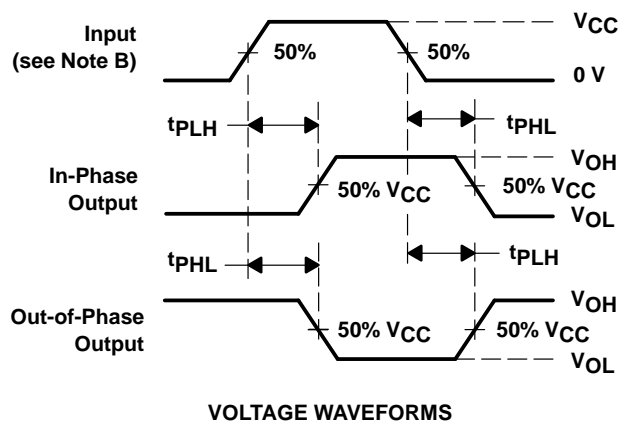 Input
(see Note B)
50%
50%
VCC
0 V
tPLH
tPHL
In-Phase
Output
50% VCC
50% VCC
VOH
VOL
tPHL
tPLH
Out-of-Phase
Output
50% VCC
50% VCC
VOH
VOL
VOLTAGE WAVEFORMS